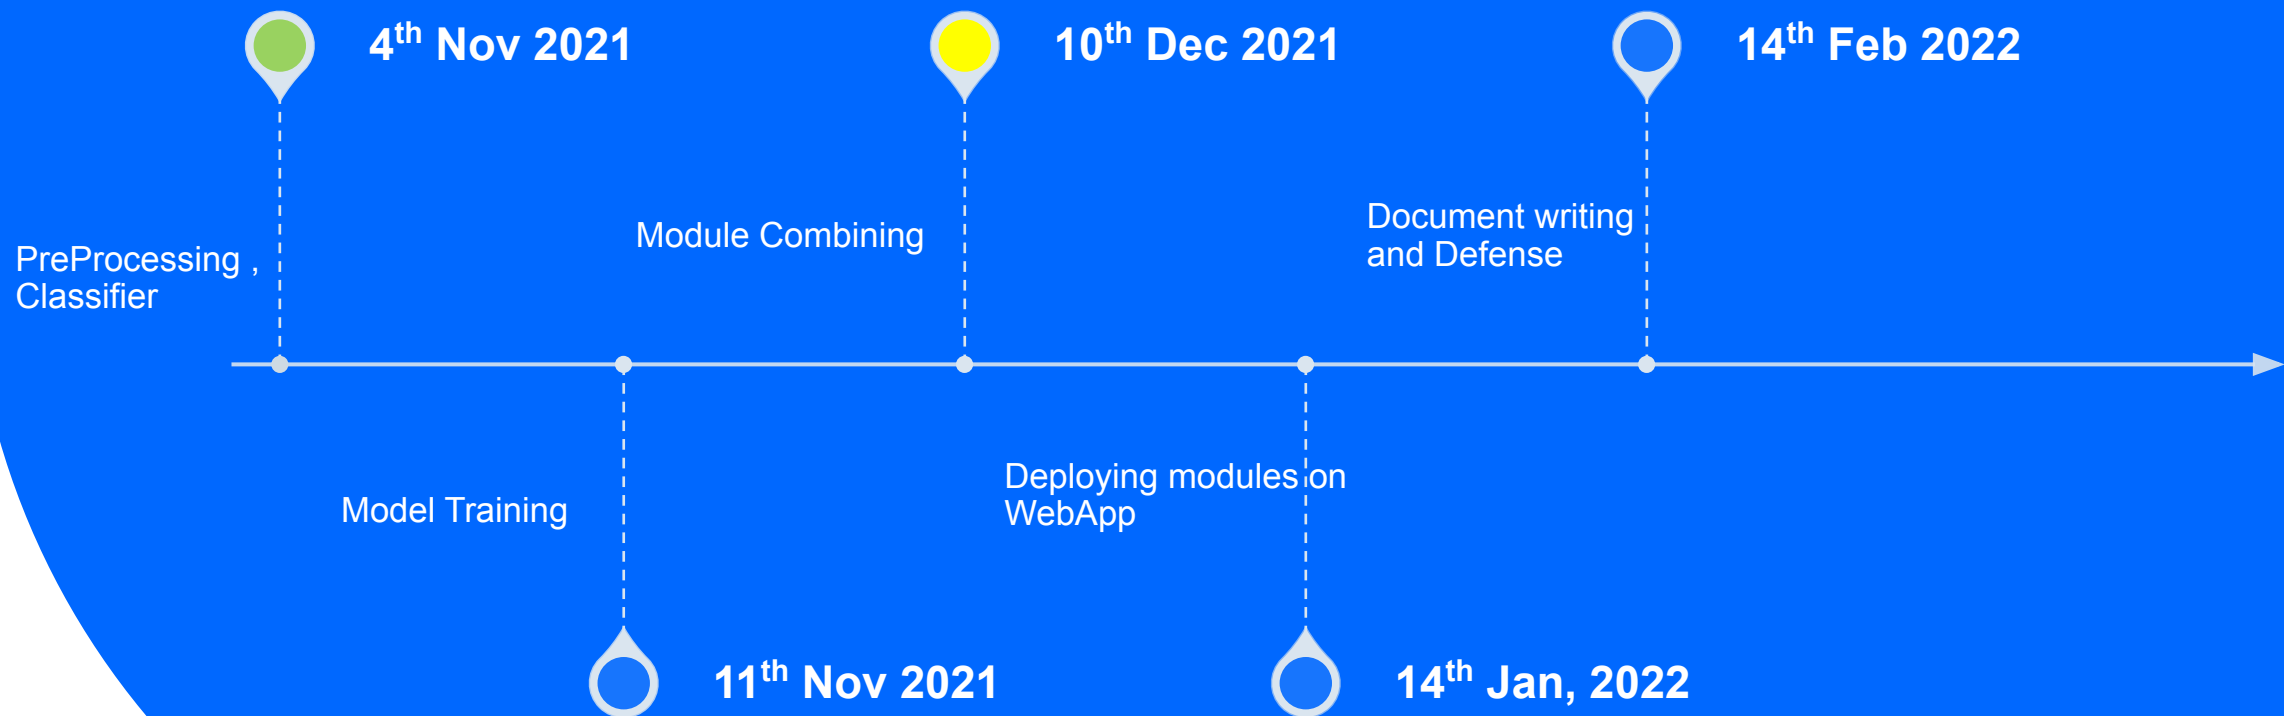 4th Nov 2021
10th Dec 2021
14th Feb 2022
PreProcessing ,
Classifier
Module Combining
Document writing
and Defense
Model Training
Deploying modules on
WebApp
11th Nov 2021
14th Jan, 2022